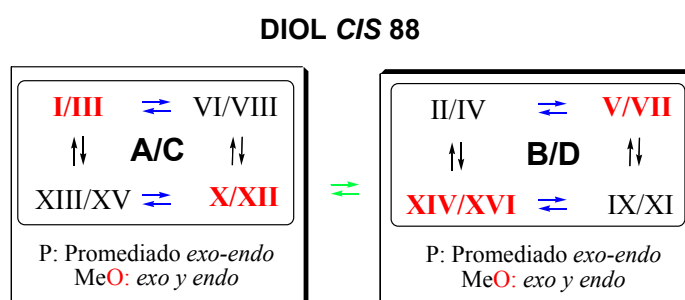 DIOL CIS 88
I/III VI/VIII
A/C
XIII/XV X/XII
P: Promediado exo-endo
MeO: exo y endo
II/IV V/VII
B/D
XIV/XVI IX/XI
P: Promediado exo-endo
MeO: exo y endo